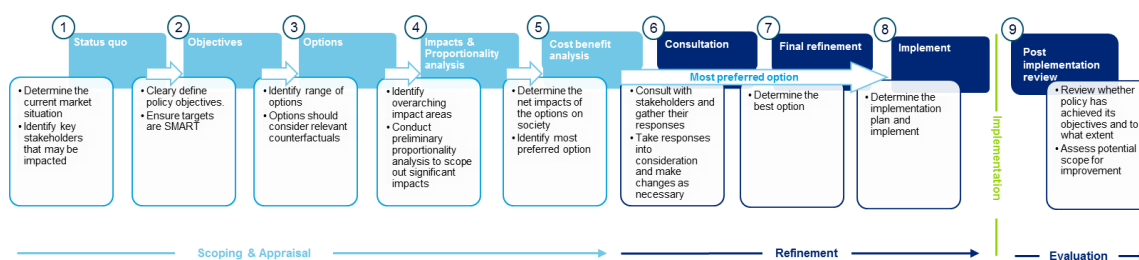 1
Status quo
• Determine the
current market
situation
• Identify key
stakeholders
that may be
impacted
2
Objectives
• Cleary define
policy objectives.
• Ensure targets
are SMART
3
Options
• Identify range of
options
• Options should
consider relevant
counterfactuals
4
Impacts &
Proportionality
analysis
• Identify
overarching
impact areas
• Conduct
preliminary
proportionality
analysis to scope
out significant
impacts
5
Cost benefit
analysis
• Determine the
net impacts of
the options on
society
• Identify most
preferred option
6
Consultation
Most preferred option
• Consult with
stakeholders and
gather their
responses
• Take responses
into
consideration
and make
changes as
necessary
7
Final refinement
• Determine the
best option
8
Implement
• Determine the
implementation
plan and
implement
Implementation
9
Post
implementation
review
• Review whether
policy has
achieved its
objectives and to
what extent
• Assess potential
scope for
improvement
Scoping & Appraisal
Refinement
Evaluation